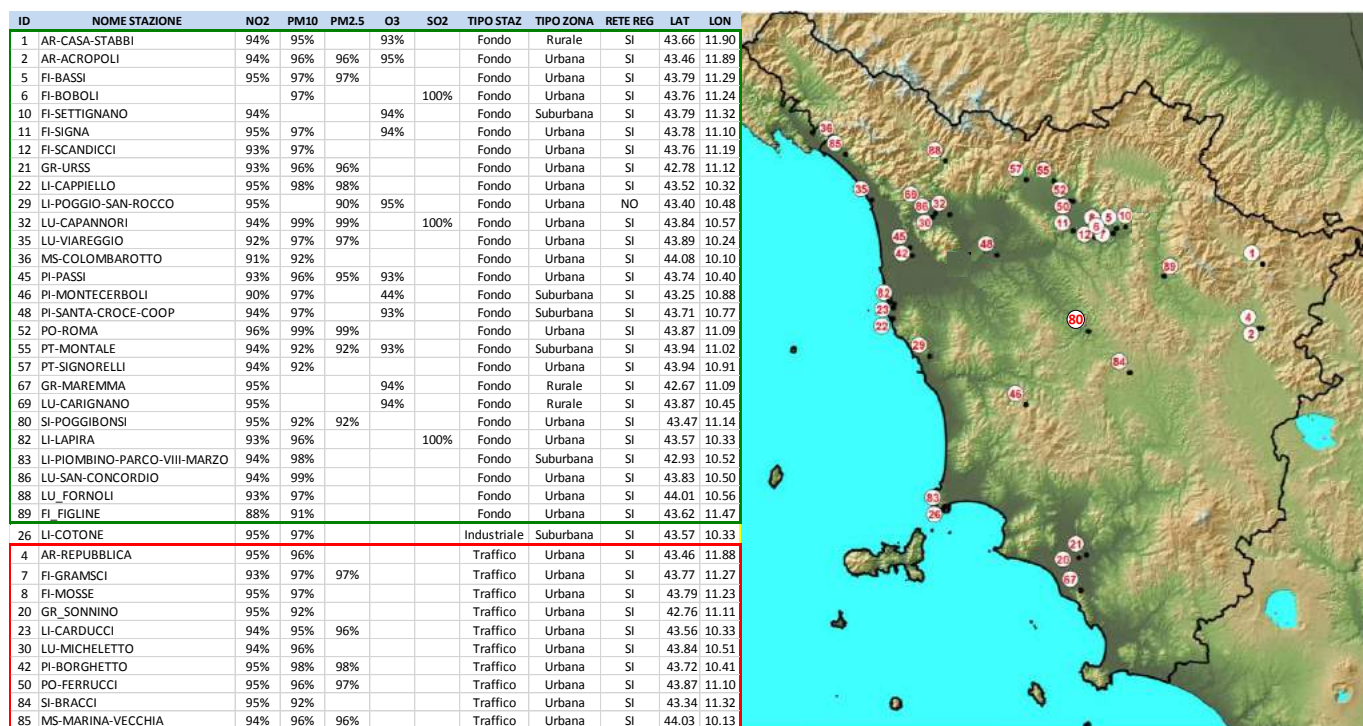 ID NOME STAZIONE NO2 PM10 PM2.5 O3 SO2 TIPO STAZ TIPO ZONA RETE REG LAT LON
1 AR-CASA-STABBI 94% 95% 93% Fondo Rurale SI 43.66 11.90
2 AR-ACROPOLI 94% 96% 96% 95% Fondo Urbana SI 43.46 11.89
5 FI-BASSI 95% 97% 97% Fondo Urbana SI 43.79 11.29
6 FI-BOBOLI 97% 100% Fondo Urbana SI 43.76 11.24
10 FI-SETTIGNANO 94% 94% Fondo Suburbana SI 43.79 11.32
11 FI-SIGNA 95% 97% 94% Fondo Urbana SI 43.78 11.10
12 FI-SCANDICCI 93% 97% Fondo Urbana SI 43.76 11.19
21 GR-URSS 93% 96% 96% Fondo Urbana SI 42.78 11.12
22 LI-CAPPIELLO 95% 98% 98% Fondo Urbana SI 43.52 10.32
29 LI-POGGIO-SAN-ROCCO 95% 90% 95% Fondo Urbana NO 43.40 10.48
32 LU-CAPANNORI 94% 99% 99% 100% Fondo Urbana SI 43.84 10.57
35 LU-VIAREGGIO 92% 97% 97% Fondo Urbana SI 43.89 10.24
36 MS-COLOMBAROTTO 91% 92% Fondo Urbana SI 44.08 10.10
45 PI-PASSI 93% 96% 95% 93% Fondo Urbana SI 43.74 10.40
46 PI-MONTECERBOLI 90% 97% 44% Fondo Suburbana SI 43.25 10.88
48 PI-SANTA-CROCE-COOP 94% 97% 93% Fondo Suburbana SI 43.71 10.77
52 PO-ROMA 96% 99% 99% Fondo Urbana SI 43.87 11.09
55 PT-MONTALE 94% 92% 92% 93% Fondo Suburbana SI 43.94 11.02
57 PT-SIGNORELLI 94% 92% Fondo Urbana SI 43.94 10.91
67 GR-MAREMMA 95% 94% Fondo Rurale SI 42.67 11.09
69 LU-CARIGNANO 95% 94% Fondo Rurale SI 43.87 10.45
80 SI-POGGIBONSI 95% 92% 92% Fondo Urbana SI 43.47 11.14
82 LI-LAPIRA 93% 96% 100% Fondo Urbana SI 43.57 10.33
83 LI-PIOMBINO-PARCO-VIII-MARZO 94% 98% Fondo Suburbana SI 42.93 10.52
86 LU-SAN-CONCORDIO 94% 99% Fondo Urbana SI 43.83 10.50
88 LU_FORNOLI 93% 97% Fondo Urbana SI 44.01 10.56
89 FI_FIGLINE 88% 91% Fondo Urbana SI 43.62 11.47
26 LI-COTONE 95% 97% Industriale Suburbana SI 43.57 10.33
4 AR-REPUBBLICA 95% 96% Traffico Urbana SI 43.46 11.88
7 FI-GRAMSCI 93% 97% 97% Traffico Urbana SI 43.77 11.27
8 FI-MOSSE 95% 97% Traffico Urbana SI 43.79 11.23
20 GR_SONNINO 95% 92% Traffico Urbana SI 42.76 11.11
23 LI-CARDUCCI 94% 95% 96% Traffico Urbana SI 43.56 10.33
30 LU-MICHELETTO 94% 96% Traffico Urbana SI 43.84 10.51
42 PI-BORGHETTO 95% 98% 98% Traffico Urbana SI 43.72 10.41
50 PO-FERRUCCI 95% 96% 97% Traffico Urbana SI 43.87 11.10
84 SI-BRACCI 95% 92% Traffico Urbana SI 43.34 11.32
85 MS-MARINA-VECCHIA 94% 96% 96% Traffico Urbana SI 44.03 10.13
36
85
88
57 55
35 69 52
86 32 50
30 8 5 10
11 6
12 7
45
42 48 1
89
82
23 80 4
22 2
29
84
46
83
26
21
20
67